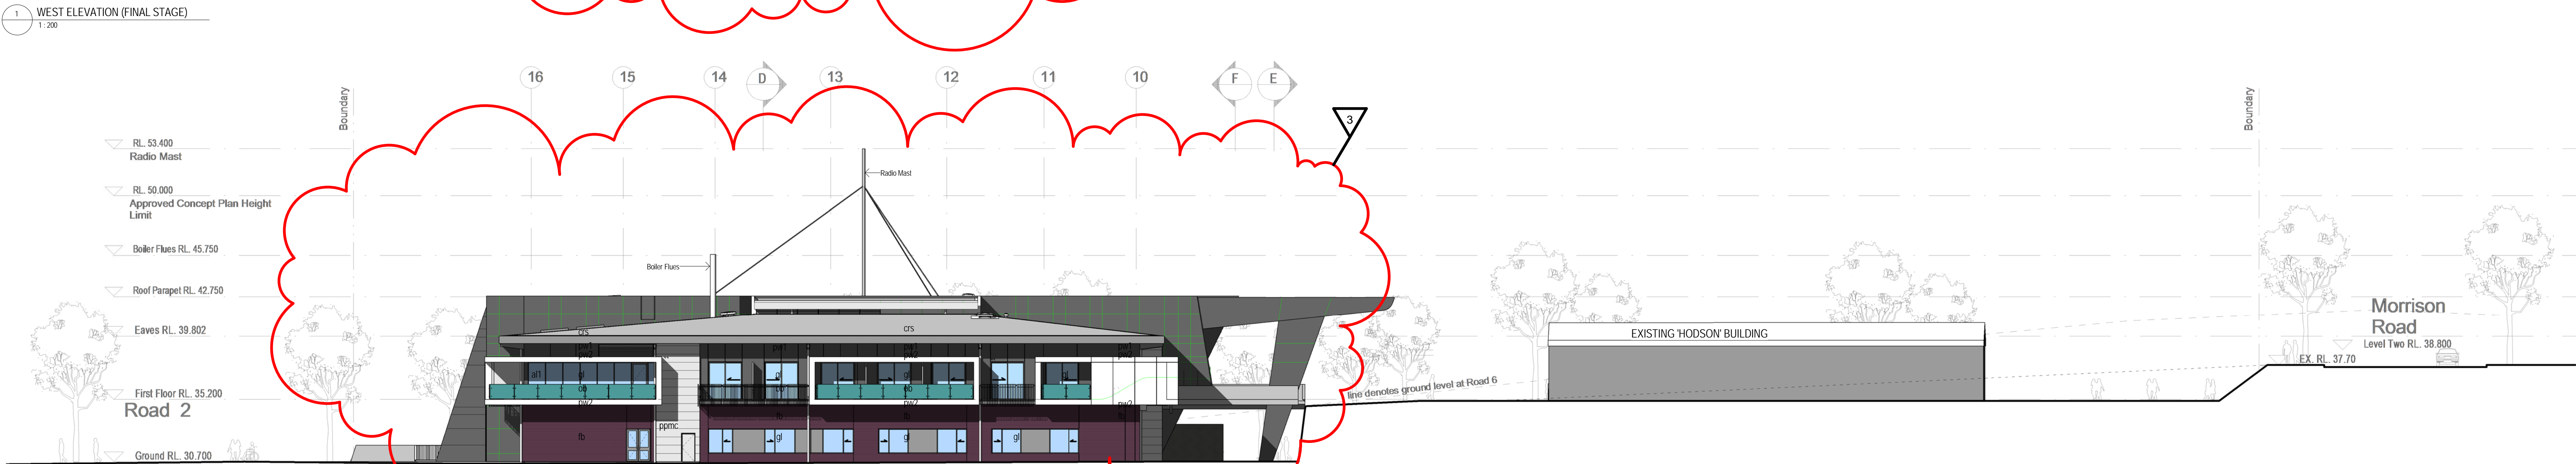 1 WEST ELEVATION (FINAL STAGE)
1 : 200
16 15 14 D 13 12 11 10 F E
Boundary
Boundary
3
RL. 53.400
Radio Mast
Radio Mast
RL. 50.000
Approved Concept Plan Height
Limit
Boiler Flues RL. 45.750
Boiler Flues
Roof Parapet RL. 42.750
Eaves RL. 39.802
crs
crs
EXISTING 'HODSON' BUILDING
Morrison
Road
Level Two RL. 38.800
EX. RL. 37.70
pw1
pw1
pw1
pw1
pw2
pw2
pw2
al1
gl
gl
gl
gl
gb
gb
First Floor RL. 35.200
Road 2
line denotes ground level at Road 6
pw2
pw2
pw2
fb
fb
fb
ppmc
fb
gl
gl
gl
Ground RL. 30.700